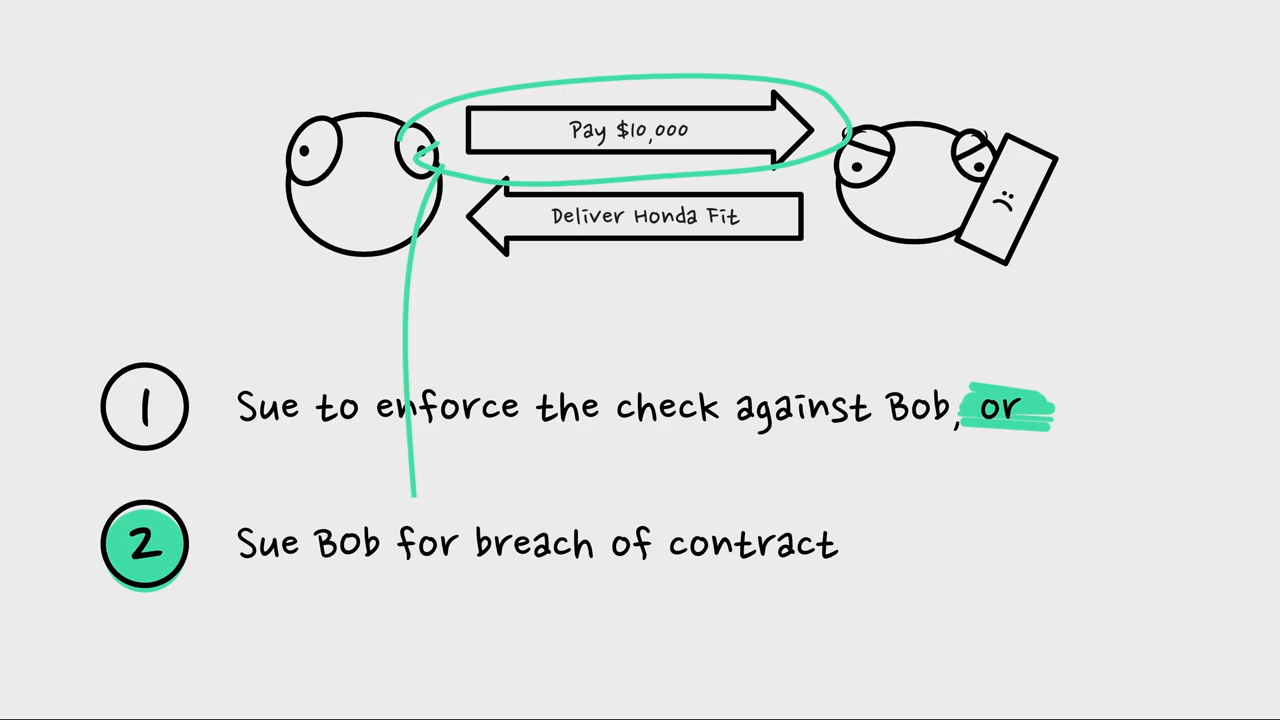 Pay $10,000
Deliver Honda Fit
1
Sue to enforce the check against Bob, or
2
Sue Bob for breach of contract